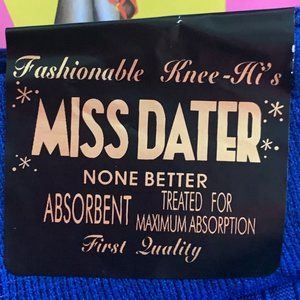 Fashionable Knee-Hi's
MISS DATER
NONE BETTER
ABSORBENT TREATED FOR
MAXIMUM ABSORPTION
First Quality